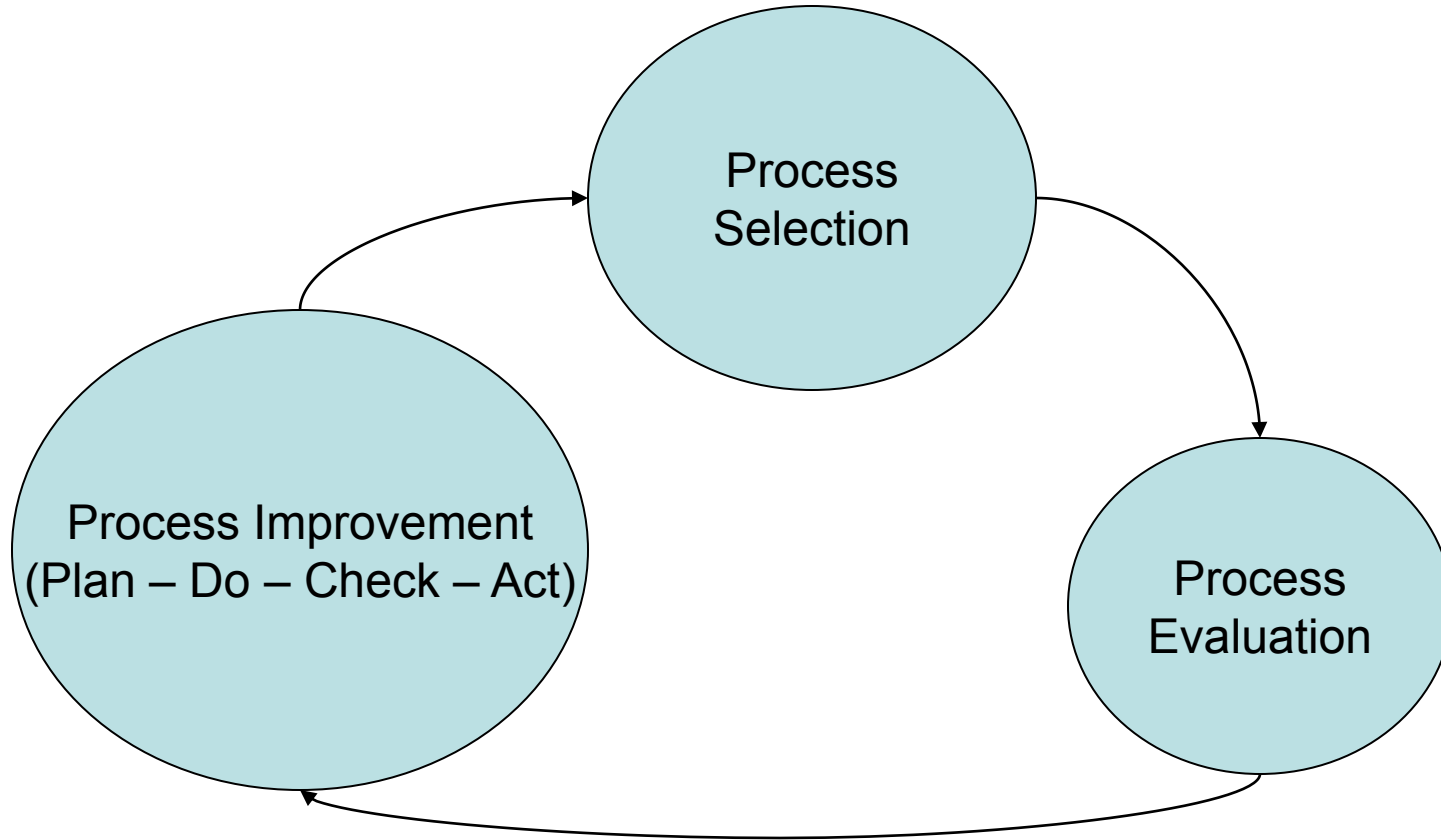 Process
Selection
Process Improvement
(Plan – Do – Check – Act)
Process
Evaluation